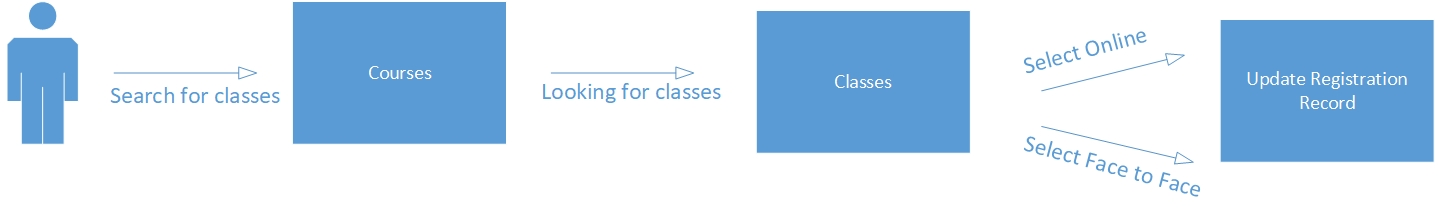 Search for classes
Courses
Looking for classes
Classes
Select Online
Select Face to Face
Update Registration
Record